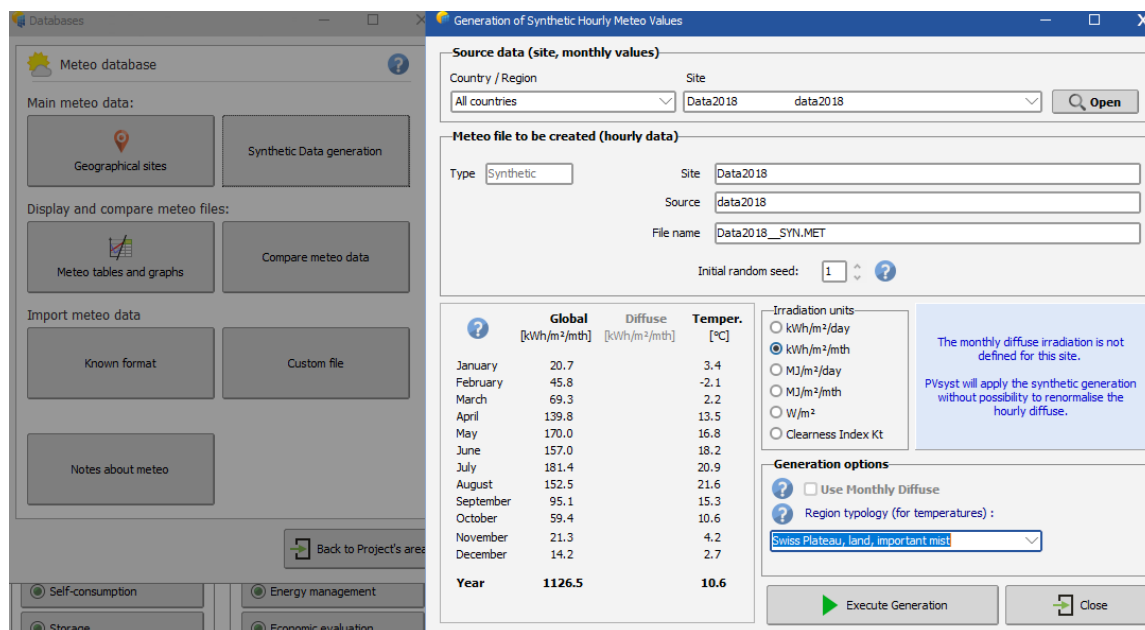 Databases
Meteo database
Main meteo data:
Geographical sites
Synthetic Data generation
Display and compare meteo files:
Meteo tables and graphs
Compare meteo data
Import meteo data
Known format
Custom file
Notes about meteo
Back to Project's area
Self-consumption
Energy management
Storage
Economic evaluation
Generation of Synthetic Hourly Meteo Values
Source data (site, monthly values)
Country / Region Site
All countries Data2018 data2018 Open
Meteo file to be created (hourly data)
Type Synthetic Site Data2018
Source data2018
File name Data2018__SYN.MET
Initial random seed: 1
Global Diffuse Temper.
[kWh/m²/mth] [kWh/m²/mth] [°C]
January 20.7 3.4
February 45.8 -2.1
March 69.3 2.2
April 139.8 13.5
May 170.0 16.8
June 157.0 18.2
July 181.4 20.9
August 152.5 21.6
September 95.1 15.3
October 59.4 10.6
November 21.3 4.2
December 14.2 2.7
Year 1126.5 10.6
Irradiation units
kWh/m²/day
kWh/m²/mth
MJ/m²/day
MJ/m²/mth
W/m²
Clearness Index Kt
The monthly diffuse irradiation is not
defined for this site.
PVsyst will apply the synthetic generation
without possibility to renormalise the
hourly diffuse.
Generation options
Use Monthly Diffuse
Region typology (for temperatures) :
Swiss Plateau, land, important mist
Execute Generation
Close